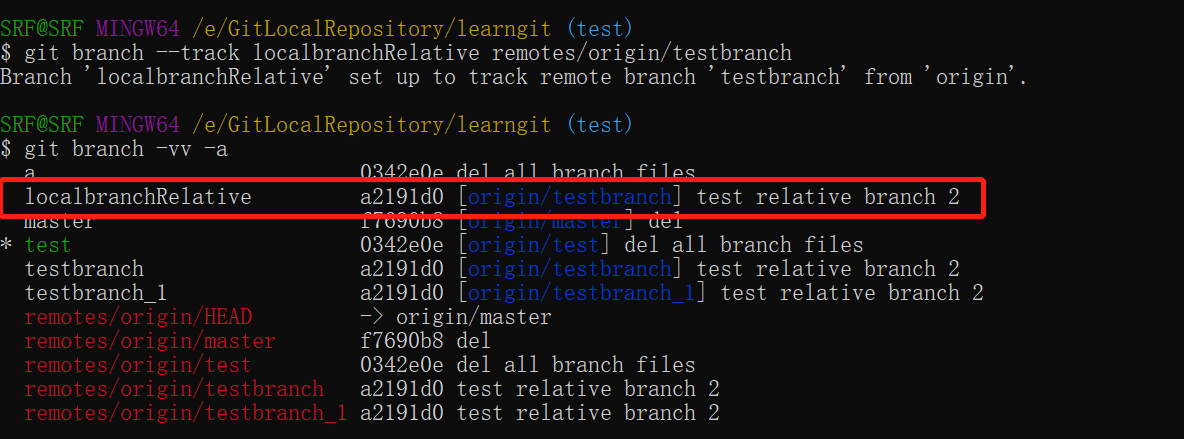 SRF@SRF MINGW64 /e/GitLocalRepository/learngit (test)
$ git branch --track localbranchRelative remotes/origin/testbranch
Branch 'localbranchRelative' set up to track remote branch 'testbranch' from 'origin'.
SRF@SRF MINGW64 /e/GitLocalRepository/learngit (test)
$ git branch -vv -a
a 0342e0e del all branch files
localbranchRelative a2191d0 [origin/testbranch] test relative branch 2
master f7690b8 [origin/master] del
* test 0342e0e [origin/test] del all branch files
testbranch a2191d0 [origin/testbranch] test relative branch 2
testbranch_1 a2191d0 [origin/testbranch_1] test relative branch 2
remotes/origin/HEAD -> origin/master
remotes/origin/master f7690b8 del
remotes/origin/test 0342e0e del all branch files
remotes/origin/testbranch a2191d0 test relative branch 2
remotes/origin/testbranch_1 a2191d0 test relative branch 2